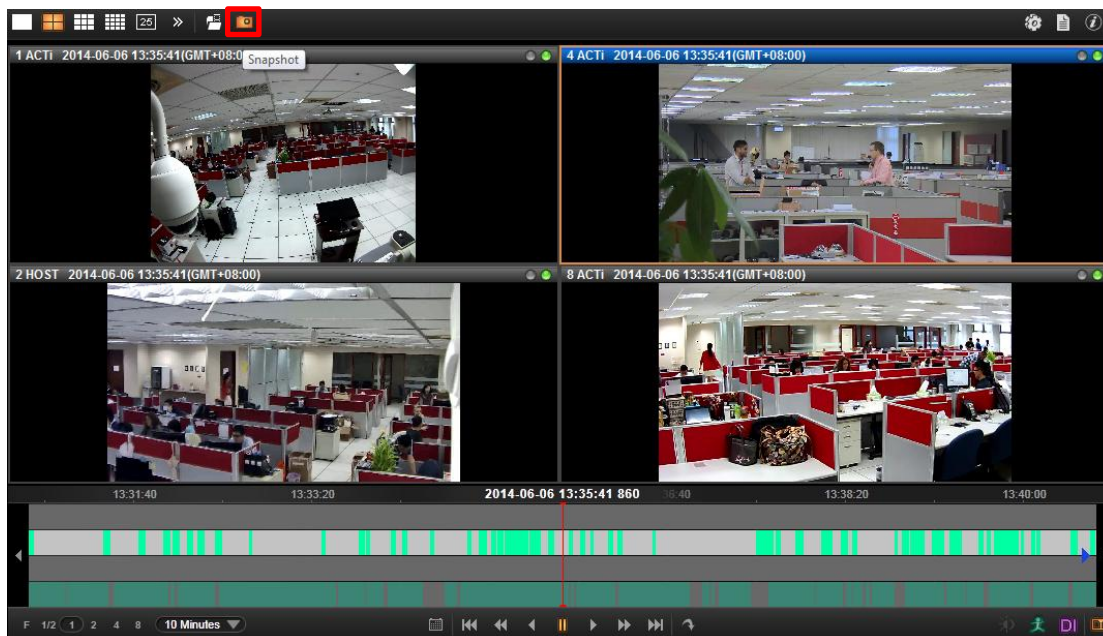 25 »
Snapshot
1 ACTi 2014-06-06 13:35:41(GMT+08:0
4 ACTi 2014-06-06 13:35:41(GMT+08:00)
2 HOST 2014-06-06 13:35:41(GMT+08:00)
8 ACTi 2014-06-06 13:35:41(GMT+08:00)
13:31:40 13:33:20 2014-06-06 13:35:41 860 36:40 13:38:20 13:40:00
F 1/2 1 2 4 8 10 Minutes DI